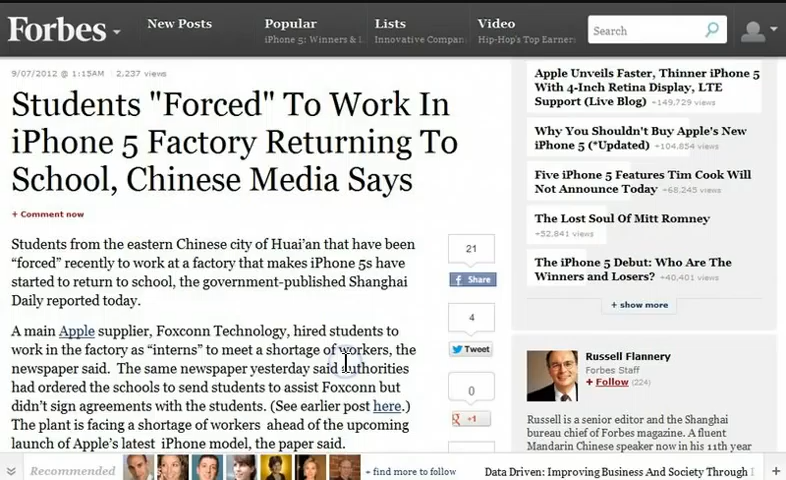 Forbes
New Posts
Popular
iPhone 5: Winners & L
Lists
Innovative Compan
Video
Hip-Hop's Top Earners
Search
9/07/2012 @ 1:15AM
2,237 views
Students "Forced" To Work In
iPhone 5 Factory Returning To
School, Chinese Media Says
+ Comment now
Students from the eastern Chinese city of Huai'an that have been
"forced" recently to work at a factory that makes iPhone 5s have
started to return to school, the government-published Shanghai
Daily reported today.
A main Apple supplier, Foxconn Technology, hired students to
work in the factory as "interns" to meet a shortage of workers, the
newspaper said. The same newspaper yesterday said authorities
had ordered the schools to send students to assist Foxconn but
didn't sign agreements with the students. (See earlier post here.)
The plant is facing a shortage of workers ahead of the upcoming
launch of Apple's latest iPhone model, the paper said.
21
Share
4
Tweet
0
+1
Apple Unveils Faster, Thinner iPhone 5
With 4-Inch Retina Display, LTE
Support (Live Blog) +149,729 views
Why You Shouldn't Buy Apple's New
iPhone 5 (*Updated) +104,854 views
Five iPhone 5 Features Tim Cook Will
Not Announce Today +68,245 views
The Lost Soul Of Mitt Romney
+52,841 views
The iPhone 5 Debut: Who Are The
Winners and Losers? +40,401 views
+ show more
Russell Flannery
Forbes Staff
+ Follow (224)
Russell is a senior editor and the Shanghai
bureau chief of Forbes magazine. A fluent
Mandarin Chinese speaker now in his 11th year
Recommended
+ find more to follow
Data Driven: Improving Business And Society Through